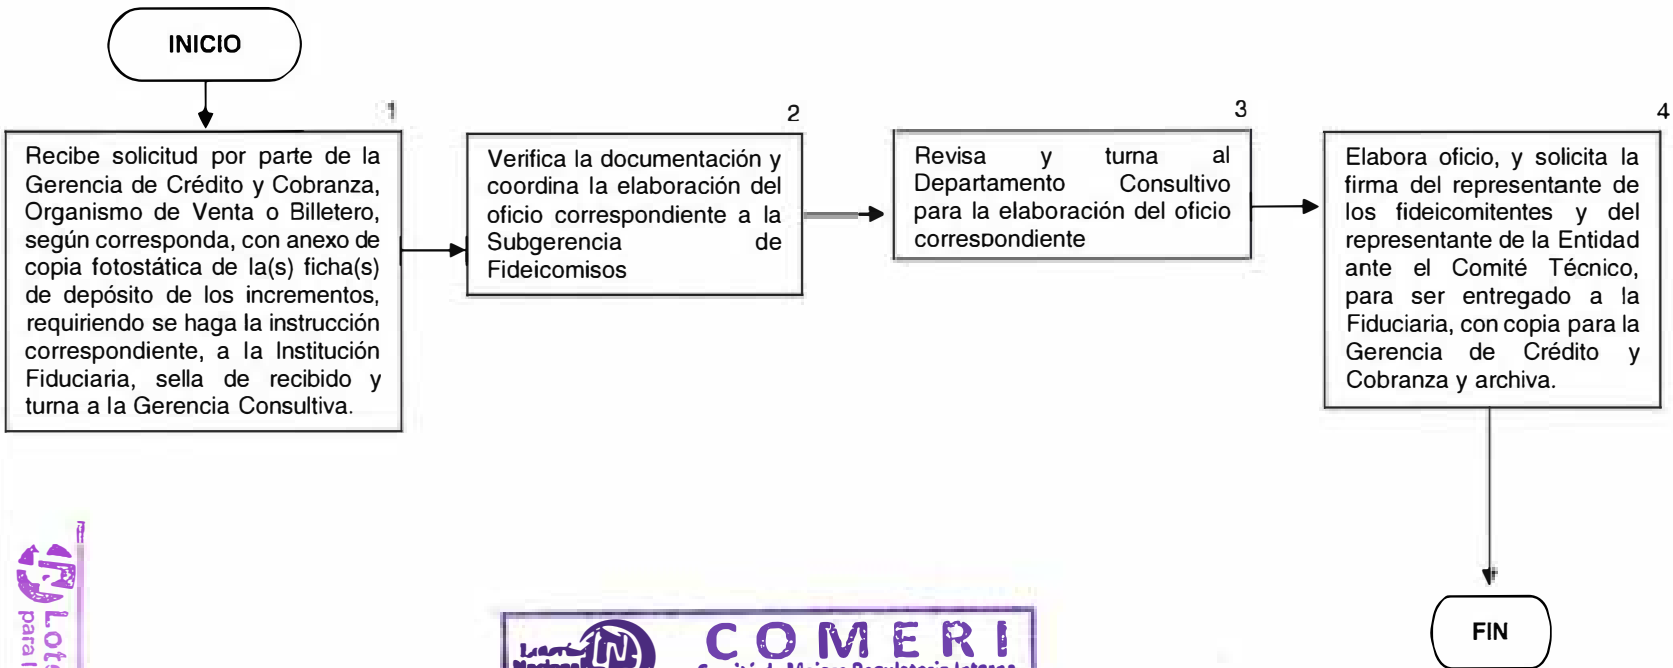 INICIO
1
Recibe solicitud por parte de la
Gerencia de Crédito y Cobranza,
Organismo de Venta o Billetero,
según corresponda, con anexo de
copia fotostática de la(s) ficha(s)
de depósito de los incrementos,
requiriendo se haga la instrucción
correspondiente, a la Institución
Fiduciaria, sella de recibido y
turna a la Gerencia Consultiva.
2
Verifica la documentación y
coordina la elaboración del
oficio correspondiente a la
Subgerencia de
Fideicomisos
3
Revisa y turna al
Departamento Consultivo
para la elaboración del oficio
correspondiente
4
Elabora oficio, y solicita la
firma del representante de
los fideicomitentes y del
representante de la Entidad
ante el Comité Técnico,
para ser entregado a la
Fiduciaria, con copia para la
Gerencia de Crédito y
Cobranza y archiva.
FIN
COMERI
Mejora Regulatoria Interna
para